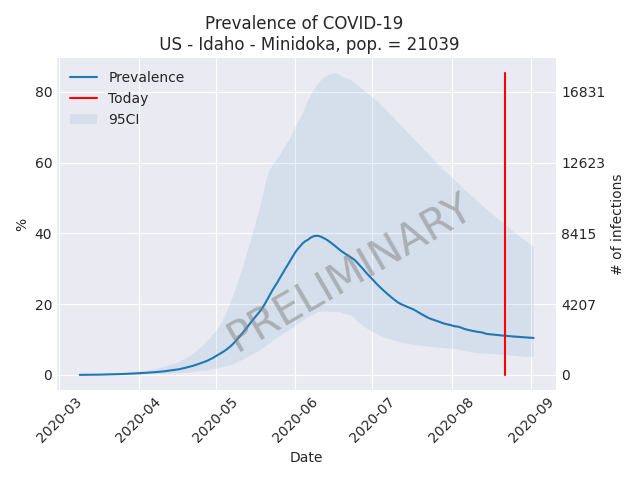 Prevalence of COVID-19
US - Idaho - Minidoka, pop. = 21039
Prevalence
Today
95CI
80
60
40
20
0
%
16831
12623
8415
4207
0
# of infections
PRELIMINARY
2020-03
2020-04
2020-05
2020-06
2020-07
2020-08
2020-09
Date